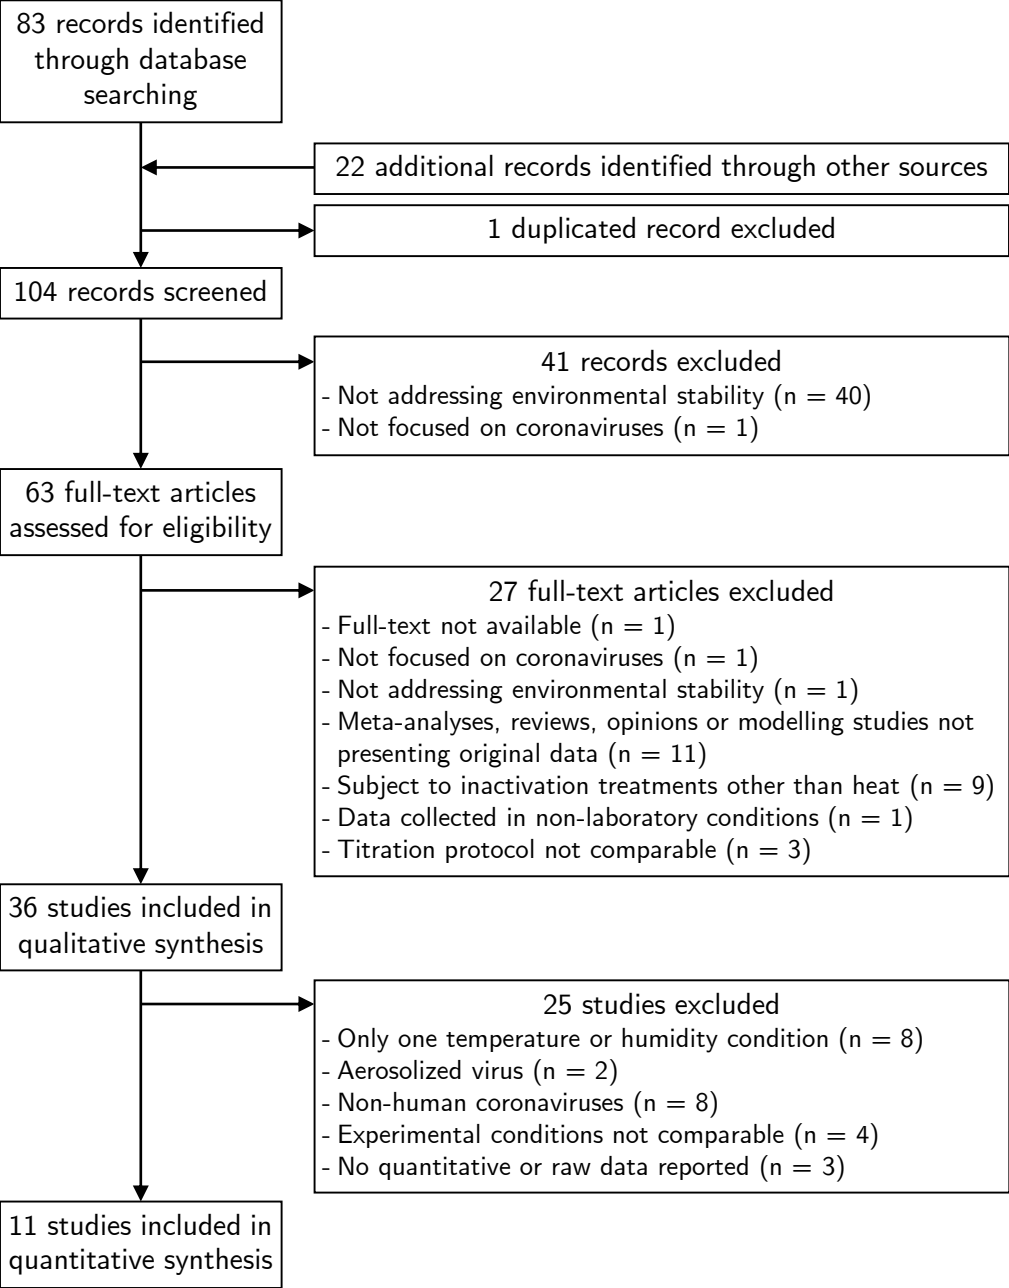 83 records identified
through database
searching
22 additional records identified through other sources
1 duplicated record excluded
104 records screened
41 records excluded
- Not addressing environmental stability (n = 40)
- Not focused on coronaviruses (n = 1)
63 full-text articles
assessed for eligibility
27 full-text articles excluded
- Full-text not available (n = 1)
- Not focused on coronaviruses (n = 1)
- Not addressing environmental stability (n = 1)
- Meta-analyses, reviews, opinions or modelling studies not
presenting original data (n = 11)
- Subject to inactivation treatments other than heat (n = 9)
- Data collected in non-laboratory conditions (n = 1)
- Titration protocol not comparable (n = 3)
36 studies included in
qualitative synthesis
25 studies excluded
- Only one temperature or humidity condition (n = 8)
- Aerosolized virus (n = 2)
- Non-human coronaviruses (n = 8)
- Experimental conditions not comparable (n = 4)
- No quantitative or raw data reported (n = 3)
11 studies included in
quantitative synthesis